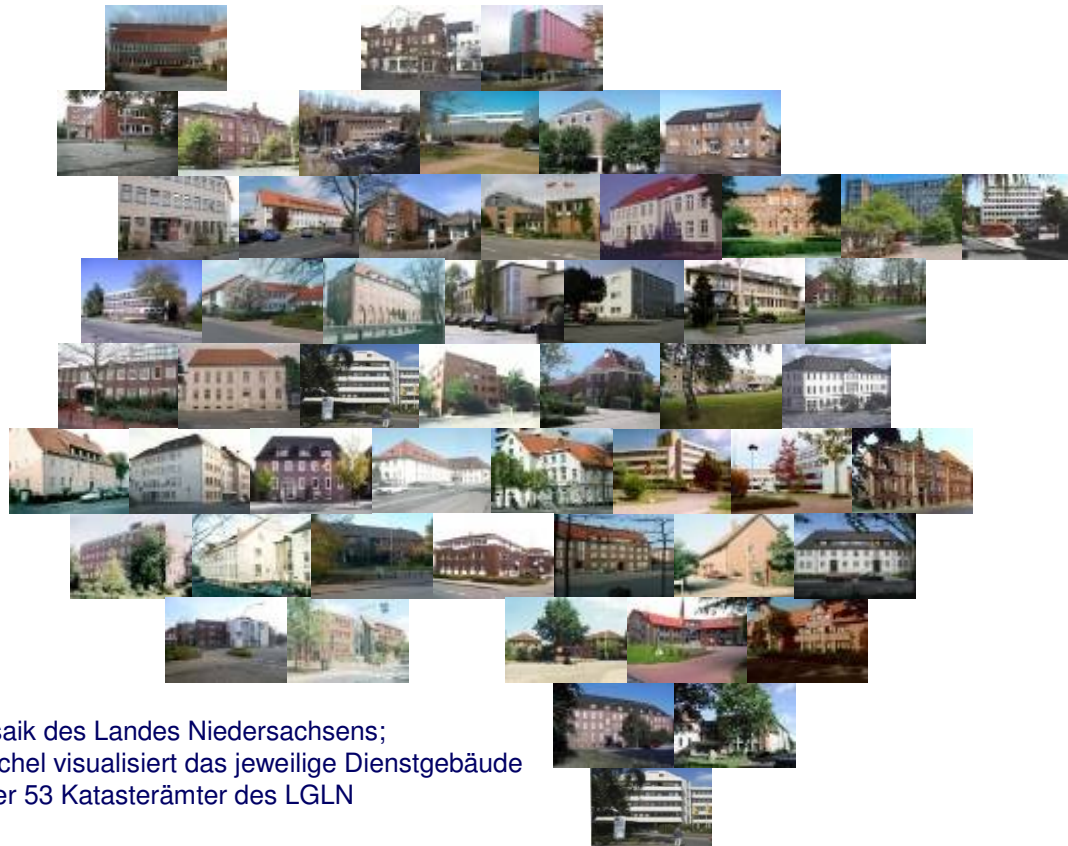 saik des Landes Niedersachsens;
chel visualisiert das jeweilige Dienstgebäude
er 53 Katasterämter des LGLN